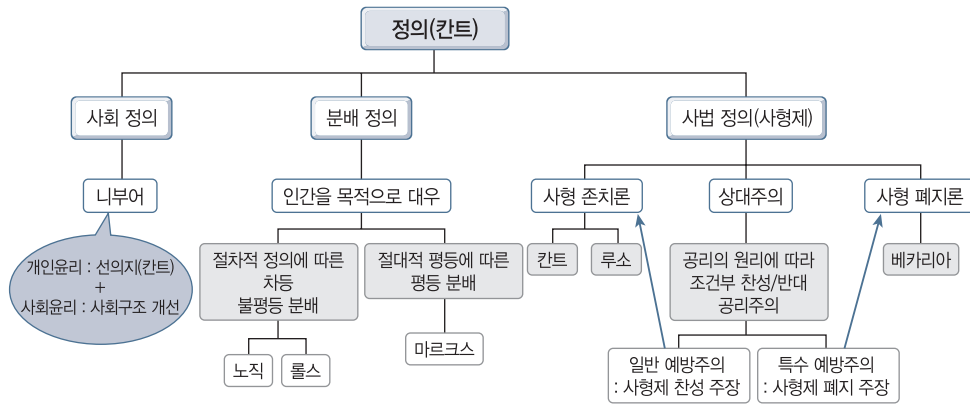 정의(칸트)
사회 정의
분배 정의
사법 정의(사형제)
니부어
인간을 목적으로 대우
사형 존치론
상대주의
사형 폐지론
개인윤리 : 선의지(칸트)
+
사회윤리 : 사회구조 개선
절차적 정의에 따른
차등
불평등 분배
절대적 평등에 따른
평등 분배
칸트
루소
공리의 원리에 따라
조건부 찬성/반대
공리주의
베카리아
노직
롤스
마르크스
일반 예방주의
: 사형제 찬성 주장
특수 예방주의
: 사형제 폐지 주장